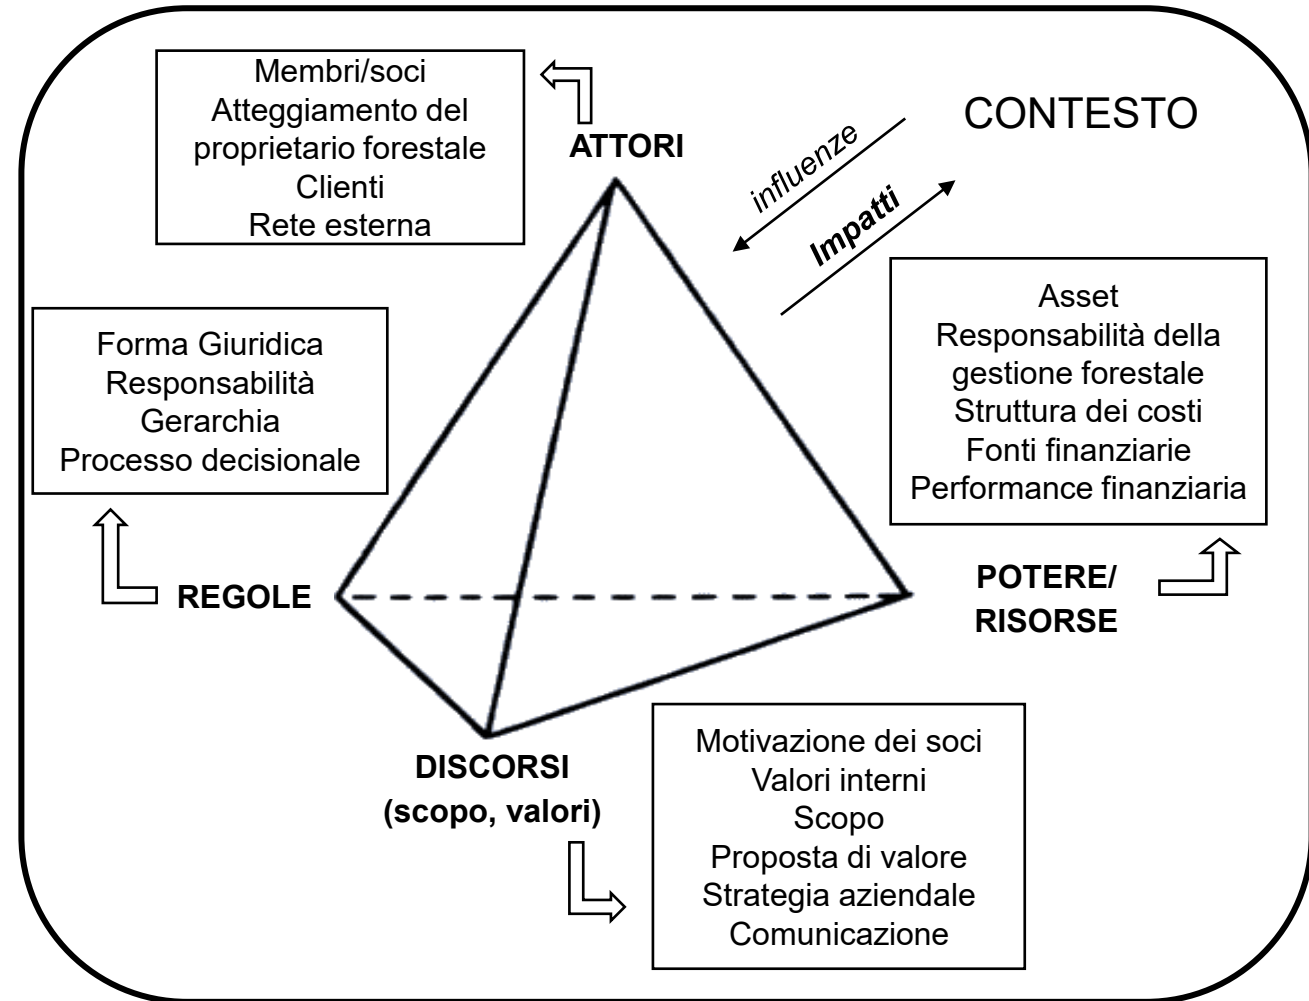 Membri/soci
Atteggiamento del
proprietario forestale
Clienti
Rete esterna
ATTORI
CONTESTO
influenze
Impatti
Forma Giuridica
Responsabilità
Gerarchia
Processo decisionale
Asset
Responsabilità della
gestione forestale
Struttura dei costi
Fonti finanziarie
Performance finanziaria
REGOLE
POTERE/
RISORSE
DISCORSI
(scopo, valori)
Motivazione dei soci
Valori interni
Scopo
Proposta di valore
Strategia aziendale
Comunicazione